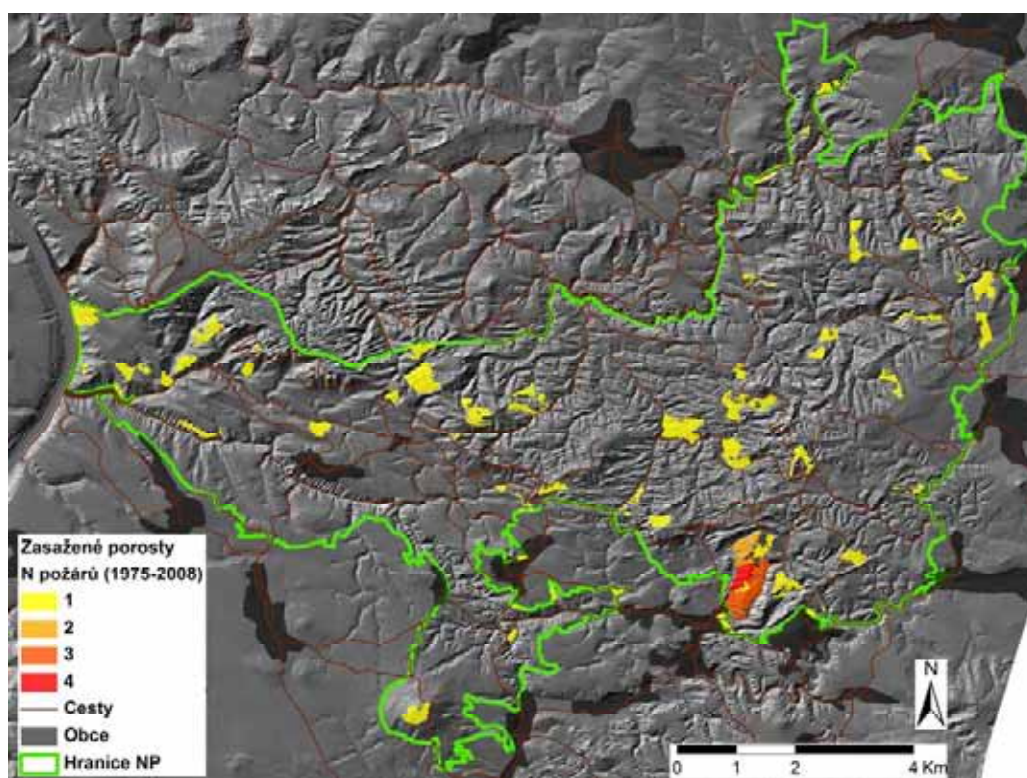 Zasažené porosty
N požárů (1975-2008)
1
2
3
4
Cesty
Obce
Hranice NP
N
0 1 2 4 Km